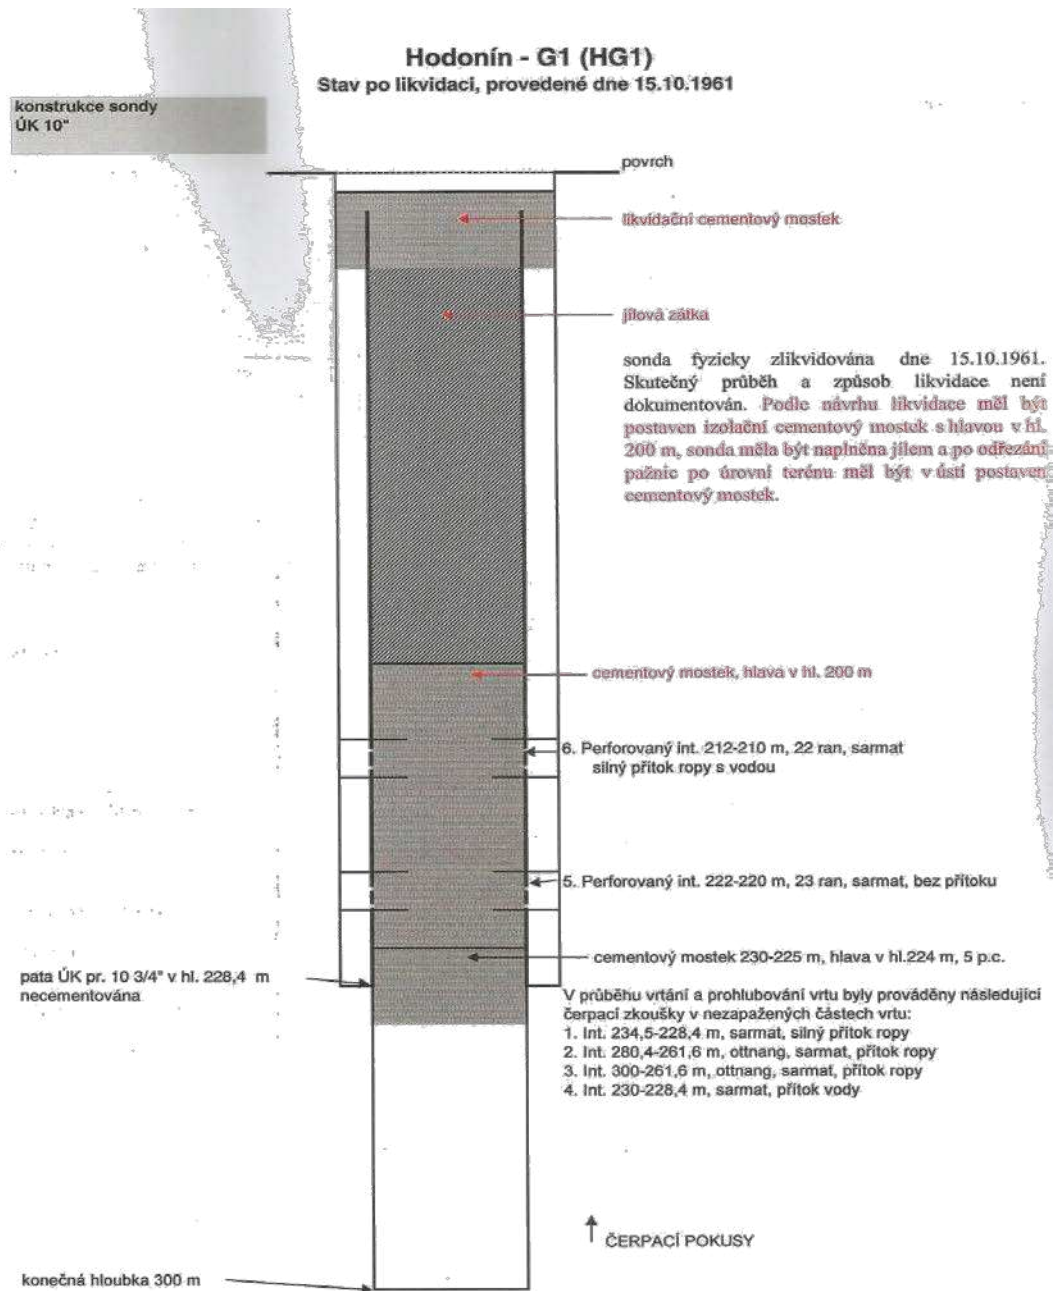 Hodonín - G1 (HG1)
Stav po likvidaci, provedené dne 15.10.1961
konstrukce sondy
ÚK 10"
povrch
likvidační cementový mostek
jílová zátka
sonda fyzicky zlikvidována dne 15.10.1961.
Skutečný průběh a způsob likvidace není
dokumentován. Podle návrhu likvidace měl být
postaven izolační cementový mostek s hlavou v hl.
200 m, sonda měla být naplněna jílem a po odřezání
pažnic po úrovní terénu měl být v ústí postaven
cementový mostek.
cementový mostek, hlava v hl. 200 m
6. Perforovaný int. 212-210 m, 22 ran, sarmat
silný přítok ropy s vodou
5. Perforovaný int. 222-220 m, 23 ran, sarmat, bez přítoku
cementový mostek 230-225 m, hlava v hl.224 m, 5 p.c.
pata ÚK pr. 10 3/4" v hl. 228,4 m
necementována
V průběhu vrtání a prohlubování vrtu byly prováděny následující
čerpací zkoušky v nezapažených částech vrtu:
1. Int. 234,5-228,4 m, sarmat, silný přítok ropy
2. Int. 280,4-261,6 m, ottnang, sarmat, přítok ropy
3. Int. 300-261,6 m, ottnang, sarmat, přítok ropy
4. Int. 230-228,4 m, sarmat, přítok vody
ČERPACÍ POKUSY
konečná hloubka 300 m